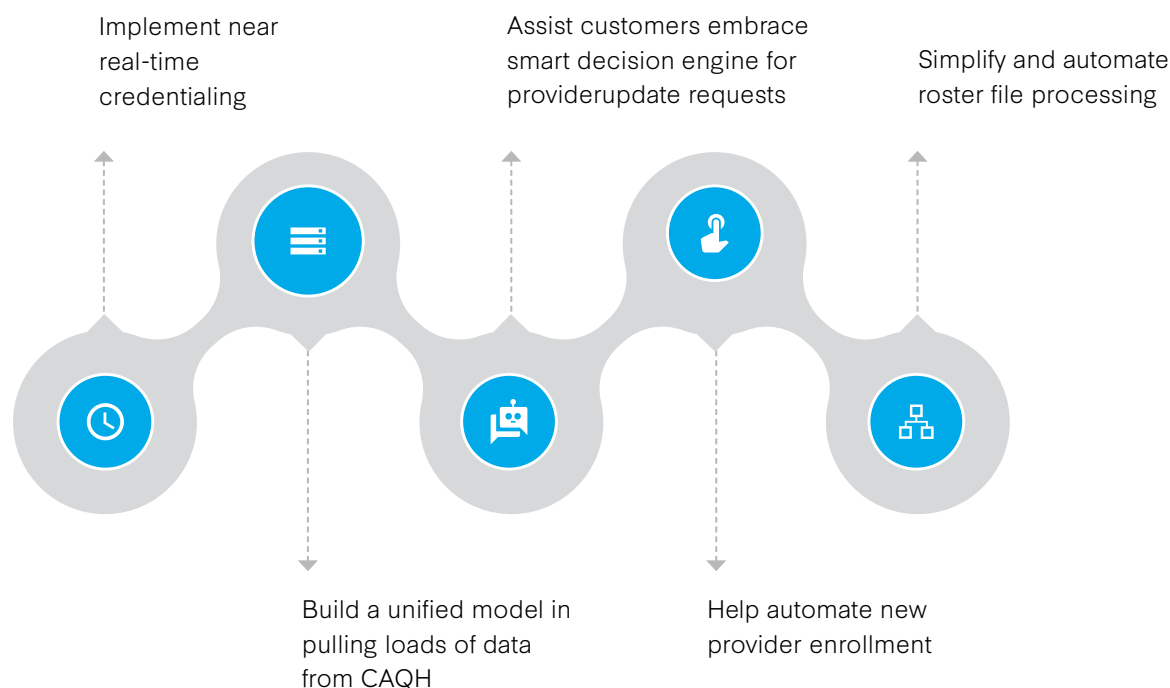 Implement near
real-time
credentialing
Assist customers embrace
smart decision engine for
providerupdate requests
Simplify and automate
roster file processing
Build a unified model in
pulling loads of data
from CAQH
Help automate new
provider enrollment